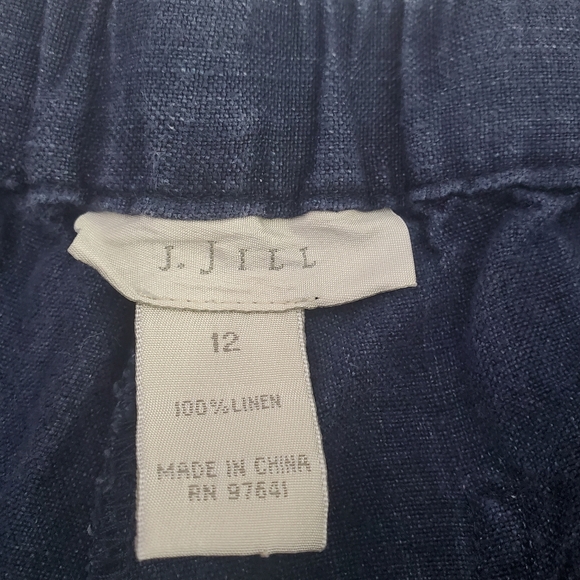 J. JILL
12
100% LINEN
MADE IN CHINA
RN 97641